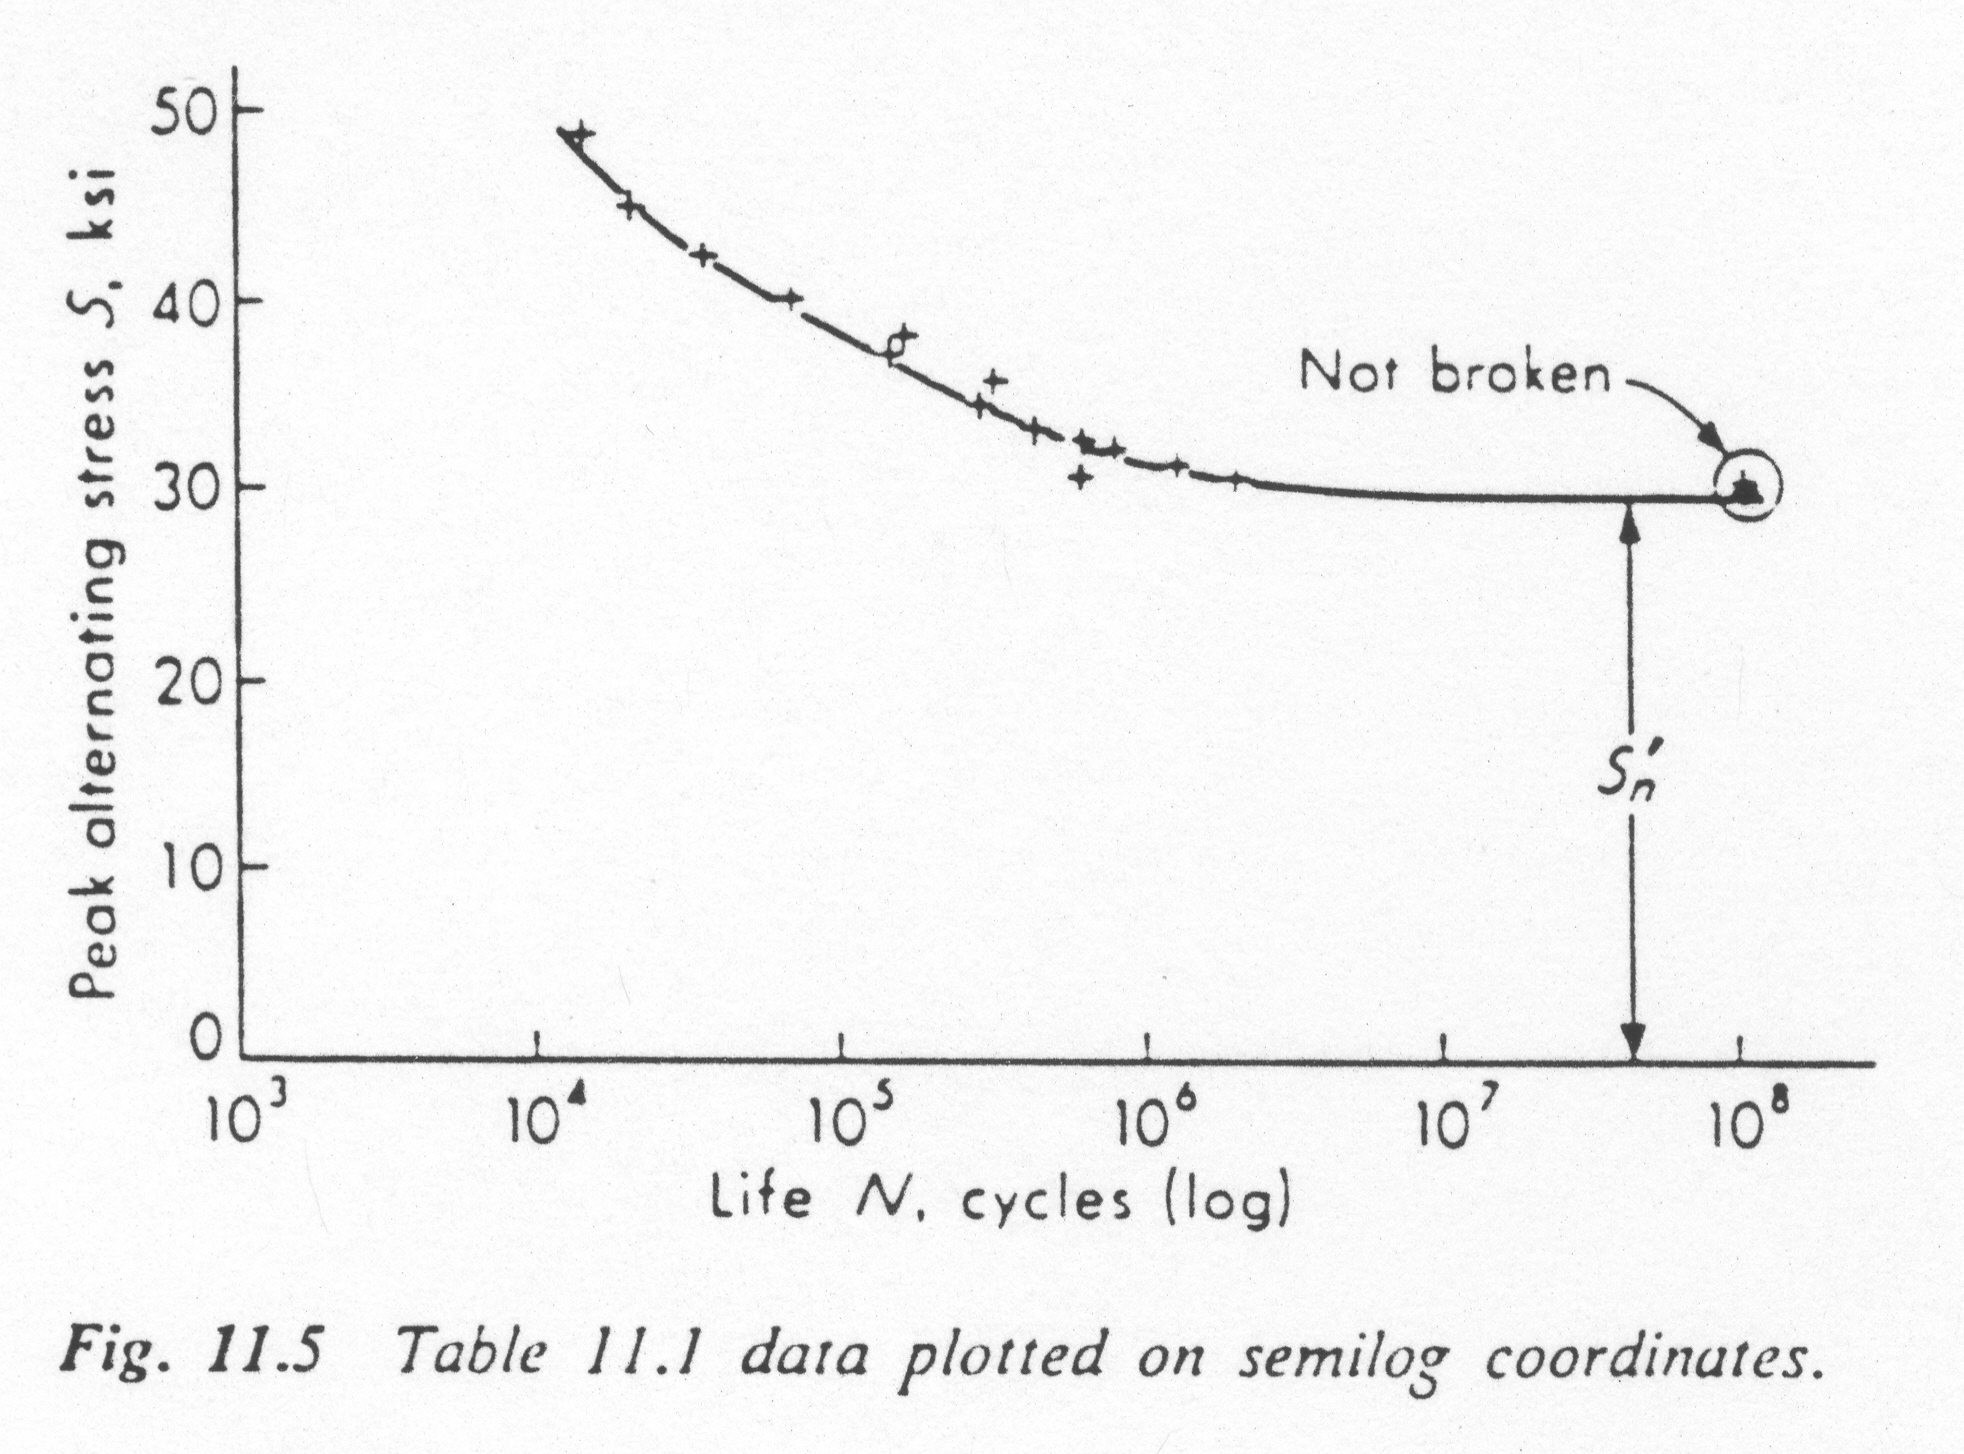 Peak alternating stress S, ksi
50
40
30
20
10
0
Not broken
S'n
10³ 10⁴ 10⁵ 10⁶ 10⁷ 10⁸
Life N, cycles (log)
Fig. 11.5 Table 11.1 data plotted on semilog coordinates.